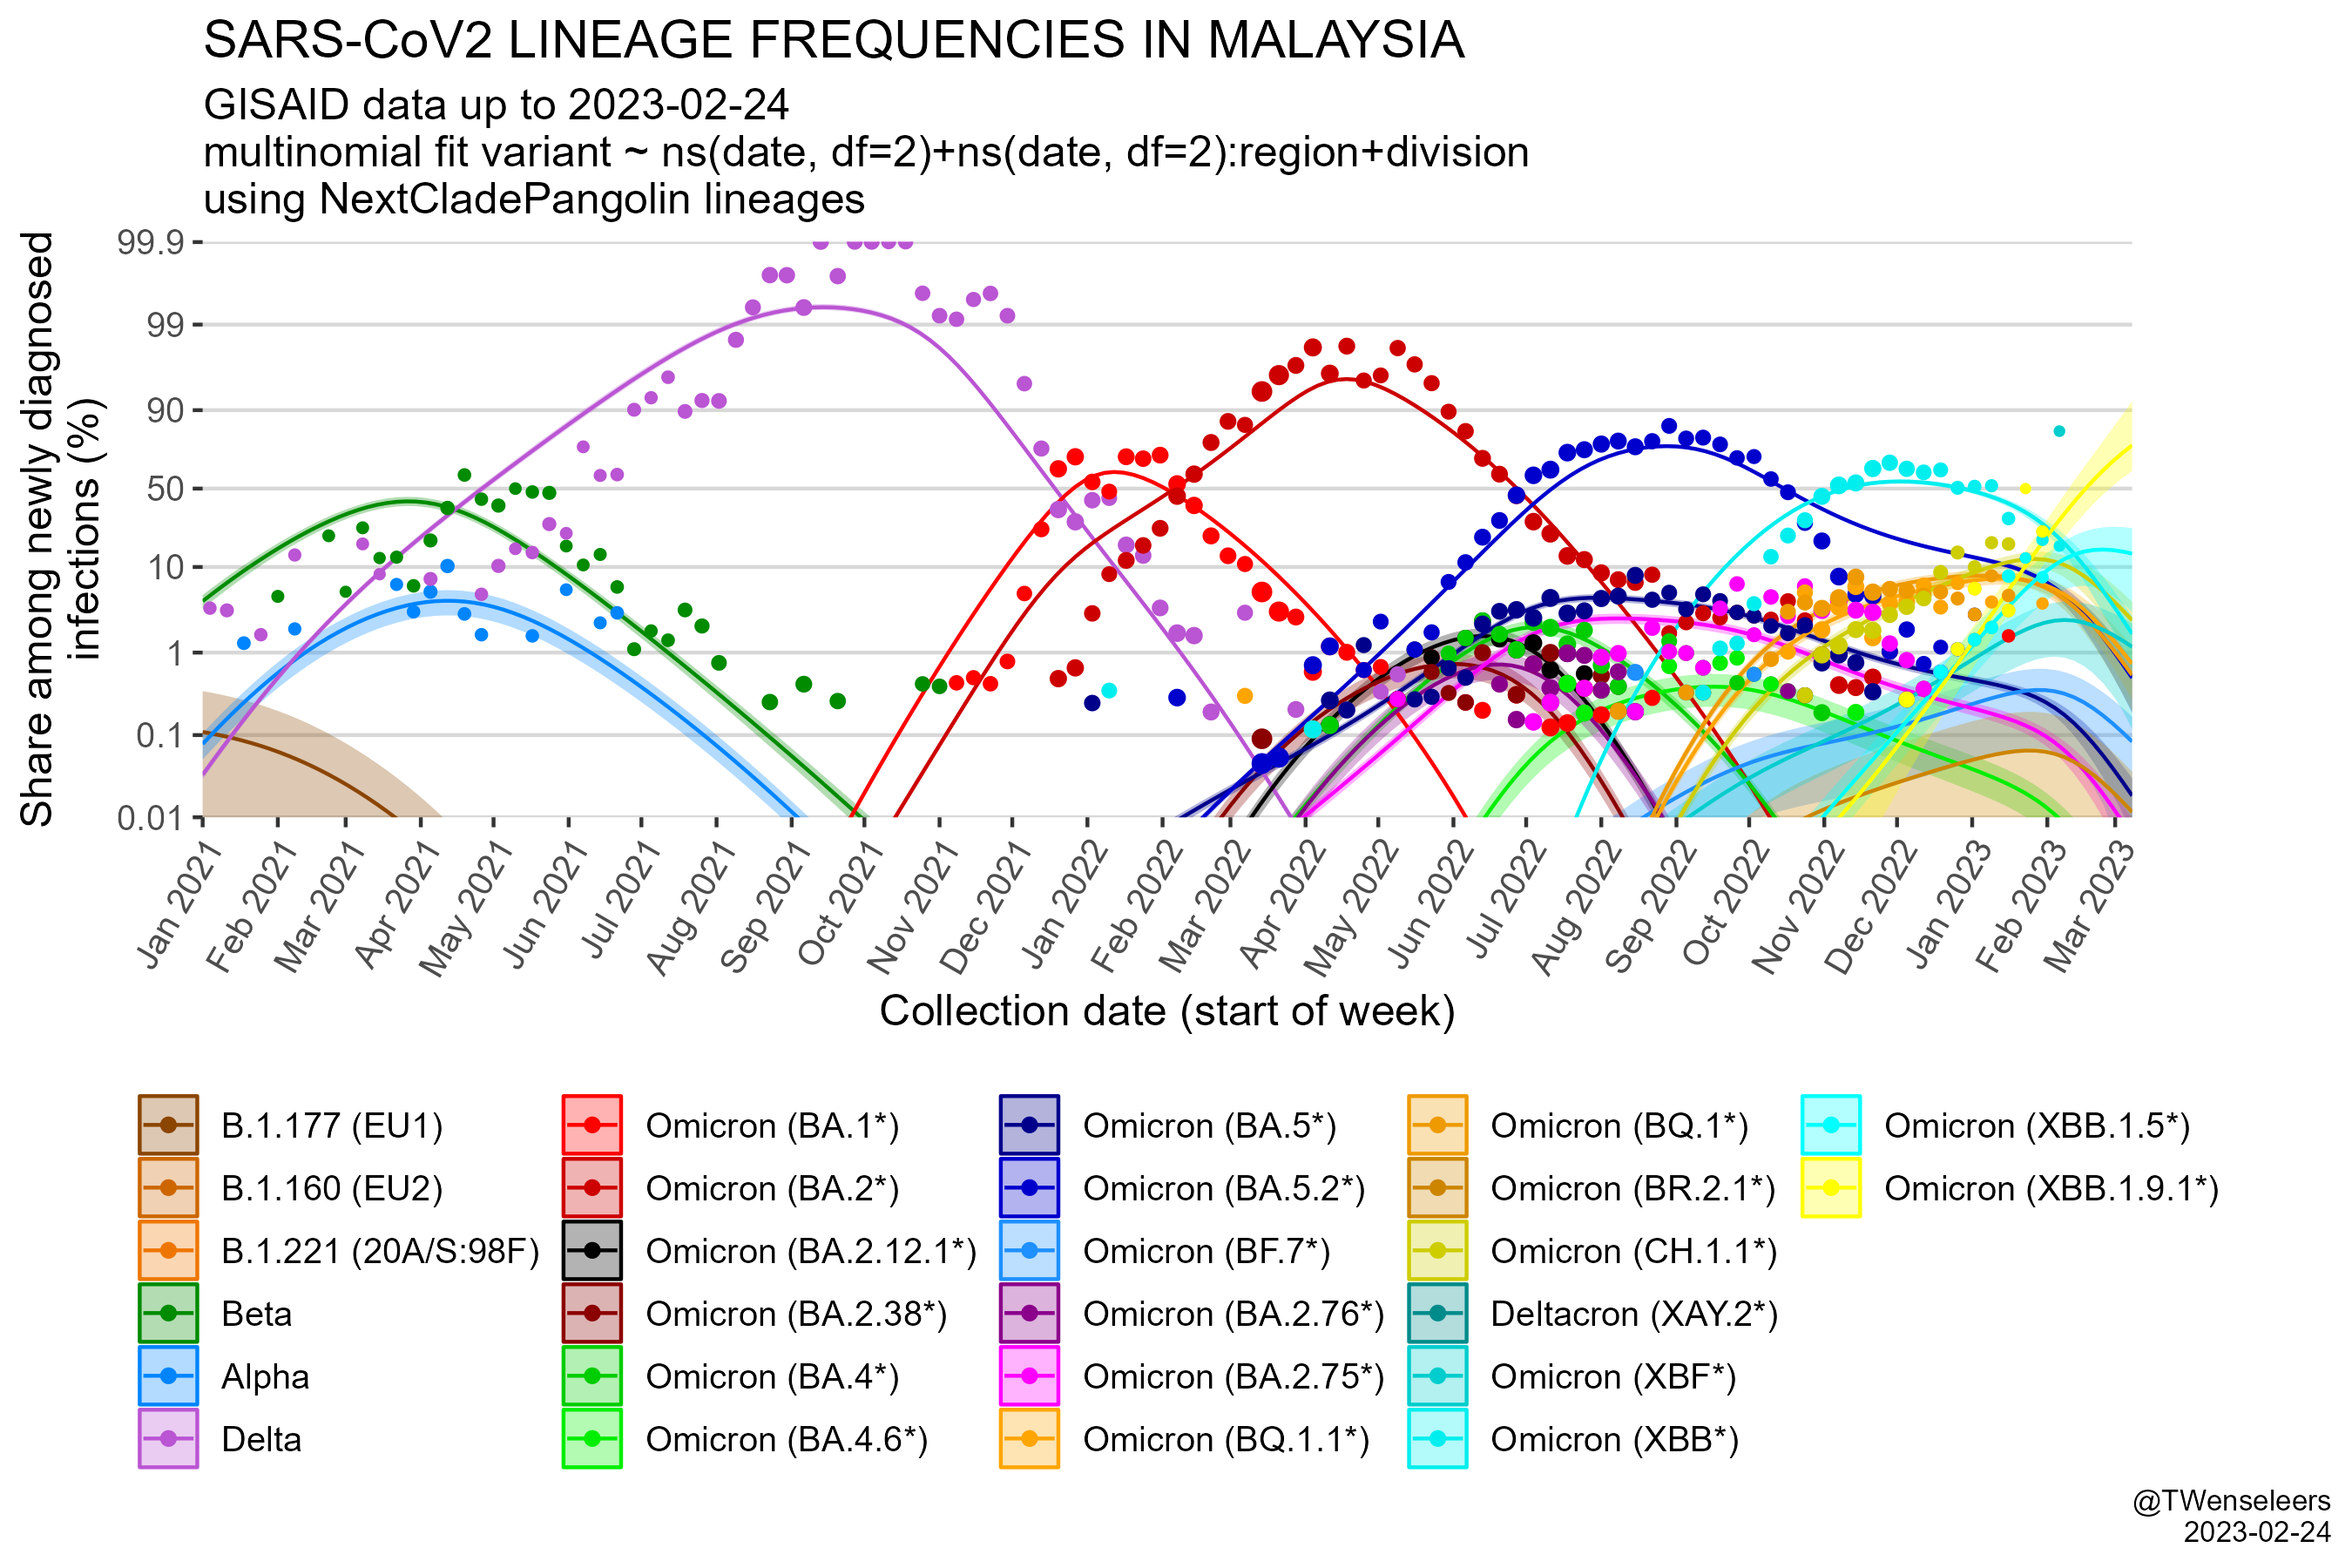 SARS-CoV2 LINEAGE FREQUENCIES IN MALAYSIA
GISAID data up to 2023-02-24
multinomial fit variant ~ ns(date, df=2)+ns(date, df=2):region+division
using NextCladePangolin lineages
Share among newly diagnosed
infections (%)
99.9
99
90
50
10
1
0.1
0.01
Jan 2021
Feb 2021
Mar 2021
Apr 2021
May 2021
Jun 2021
Jul 2021
Aug 2021
Sep 2021
Oct 2021
Nov 2021
Dec 2021
Jan 2022
Feb 2022
Mar 2022
Apr 2022
May 2022
Jun 2022
Jul 2022
Aug 2022
Sep 2022
Oct 2022
Nov 2022
Dec 2022
Jan 2023
Feb 2023
Mar 2023
Collection date (start of week)
B.1.177 (EU1)
B.1.160 (EU2)
B.1.221 (20A/S:98F)
Beta
Alpha
Delta
Omicron (BA.1*)
Omicron (BA.2*)
Omicron (BA.2.12.1*)
Omicron (BA.2.38*)
Omicron (BA.4*)
Omicron (BA.4.6*)
Omicron (BA.5*)
Omicron (BA.5.2*)
Omicron (BF.7*)
Omicron (BA.2.76*)
Omicron (BA.2.75*)
Omicron (BQ.1.1*)
Omicron (BQ.1*)
Omicron (BR.2.1*)
Omicron (CH.1.1*)
Deltacron (XAY.2*)
Omicron (XBF*)
Omicron (XBB*)
Omicron (XBB.1.5*)
Omicron (XBB.1.9.1*)
@TWenseleers
2023-02-24